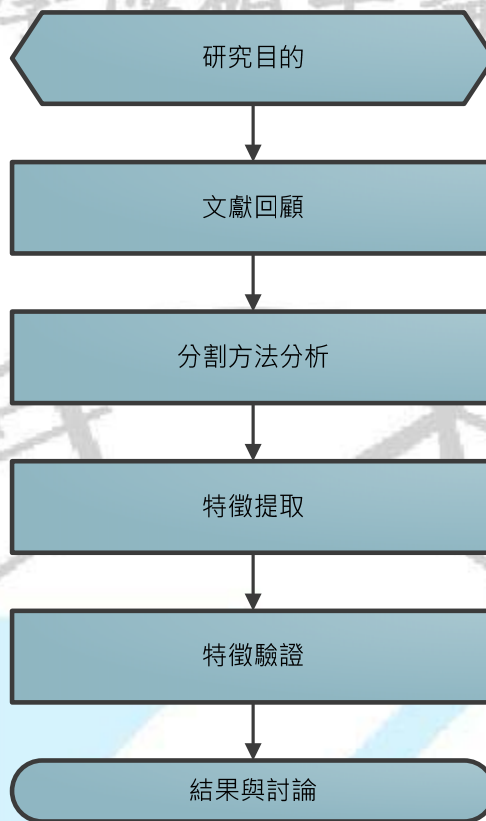 研究目的
文獻回顧
分割方法分析
特徵提取
特徵驗證
結果與討論